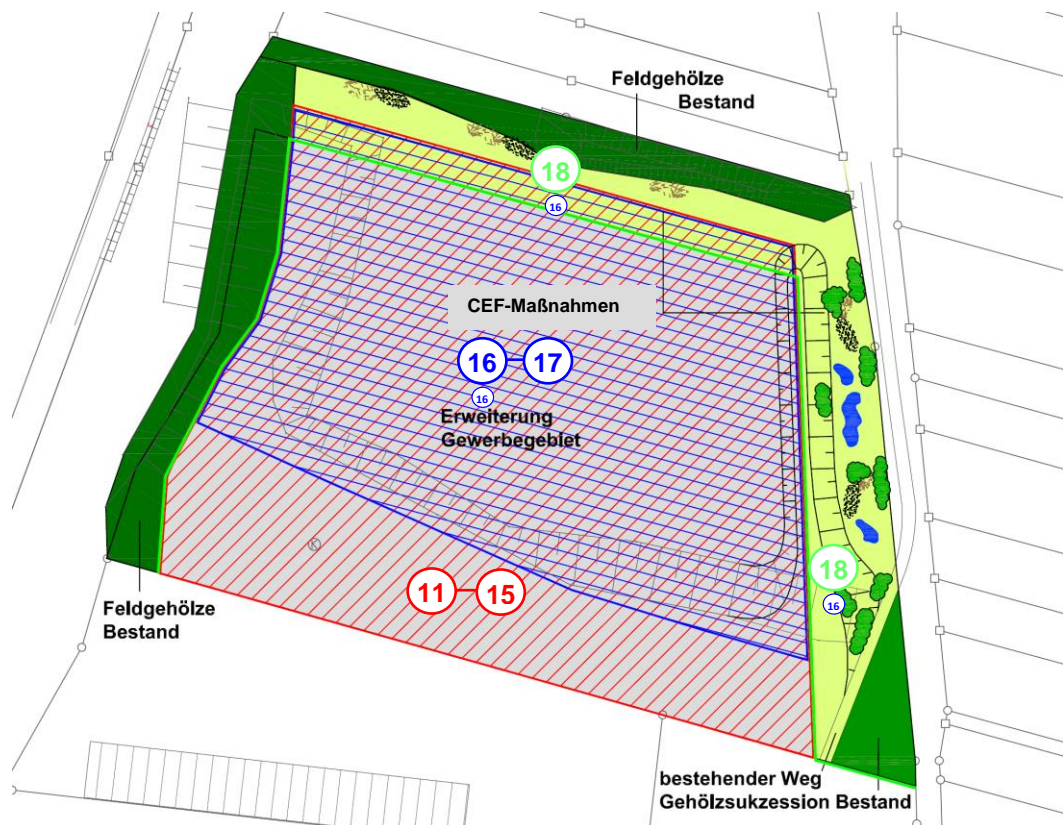 Feldgehölze
Bestand
18
16
CEF-Maßnahmen
16 17
16
Erweiterung
Gewerbegebiet
K
18
11 15
16
Feldgehölze
Bestand
bestehender Weg
Gehölzsukzession Bestand